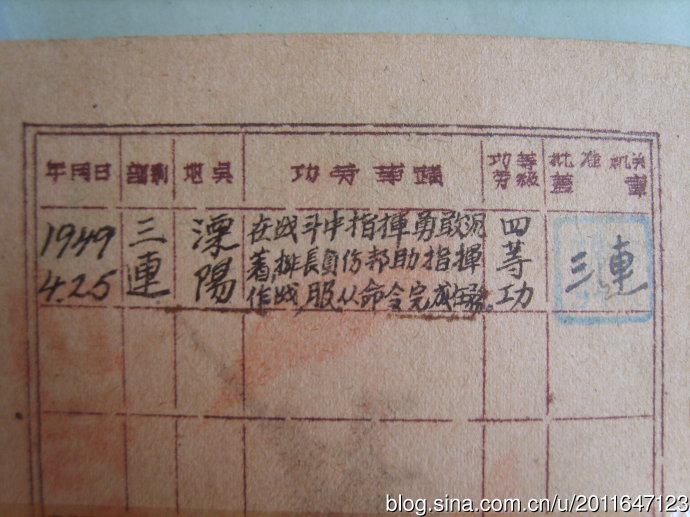 年月日 部别 地点 功劳事迹 功劳等级 批准机关盖章
1949 4.25
三連
溧陽
在战斗中指揮勇敢沉
著排長負伤邦助指揮
作战,服从命令完成任務。
四等功
三連
blog.sina.com.cn/u/2011647123